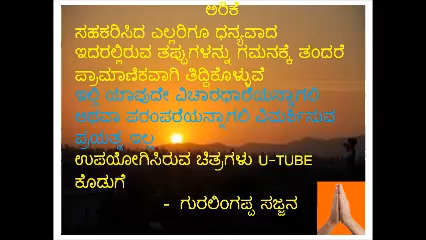 ಅರಿಕೆ
ಸಹಕರಿಸಿದ ಎಲ್ಲರಿಗೂ ಧನ್ಯವಾದ
ಇದರಲ್ಲಿರುವ ತಪ್ಪುಗಳನ್ನು ಗಮನಕ್ಕೆ ತಂದರೆ
ಪ್ರಾಮಾಣಿಕವಾಗಿ ತಿದ್ದಿಕೊಳ್ಳುವೆ
ಇಲ್ಲಿ ಯಾವುದೇ ವಿಚಾರಧಾರೆಯನ್ನಾಗಲಿ
ಅಥವಾ ಪರಂಪರೆಯನ್ನಾಗಲಿ ವಿಮರ್ಶಿಸುವ
ಪ್ರಯತ್ನ ಇಲ್ಲ
ಉಪಯೋಗಿಸಿರುವ ಚಿತ್ರಗಳು U-TUBE
ಕೊಡುಗೆ
- ಗುರಲಿಂಗಪ್ಪ ಸಜ್ಜನ